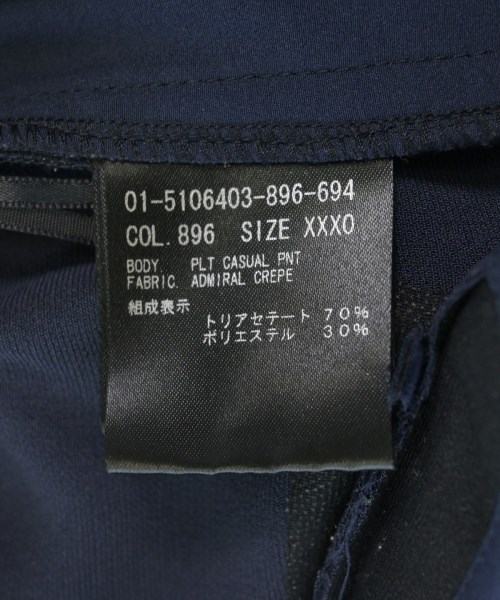 01-5106403-896-694
COL. 896 SIZE XXX0
BODY. PLT CASUAL PNT
FABRIC. ADMIRAL CREPE
組成表示
トリアセテート 70%
ポリエステル 30%